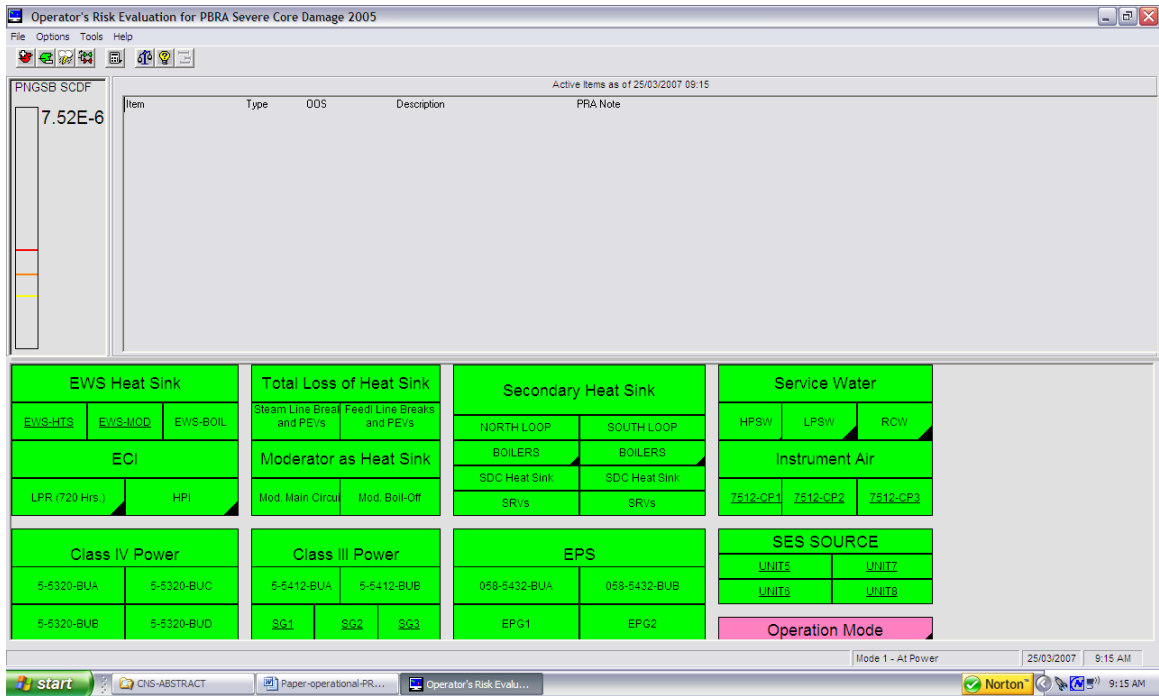 Operator's Risk Evaluation for PBRA Severe Core Damage 2005
File Options Tools Help
PNGSB SCDF
7.52E-6
Active Items as of 25/03/2007 09:15
Item Type OOS Description PRA Note
EWS Heat Sink
EWS-HTS EWS-MOD EWS-BOIL
ECI
LPR (720 Hrs.) HPI
Total Loss of Heat Sink
Steam Line Break Feedl Line Breaks
and PEVs and PEVs
Moderator as Heat Sink
Mod. Main Circui Mod. Boil-Off
Secondary Heat Sink
NORTH LOOP SOUTH LOOP
BOILERS BOILERS
SDC Heat Sink SDC Heat Sink
SRVs SRVs
Service Water
HPSW LPSW RCW
Instrument Air
7512-CP1 7512-CP2 7512-CP3
Class IV Power
5-5320-BUA 5-5320-BUC
5-5320-BUB 5-5320-BUD
Class III Power
5-5412-BUA 5-5412-BUB
SG1 SG2 SG3
EPS
058-5432-BUA 058-5432-BUB
EPG1 EPG2
SES SOURCE
UNIT5 UNIT7
UNIT6 UNIT8
Operation Mode
Mode 1 - At Power 25/03/2007 9:15 AM
start CNS-ABSTRACT Paper-operational-PR... Operator's Risk Evalu... Norton™ 9:15 AM